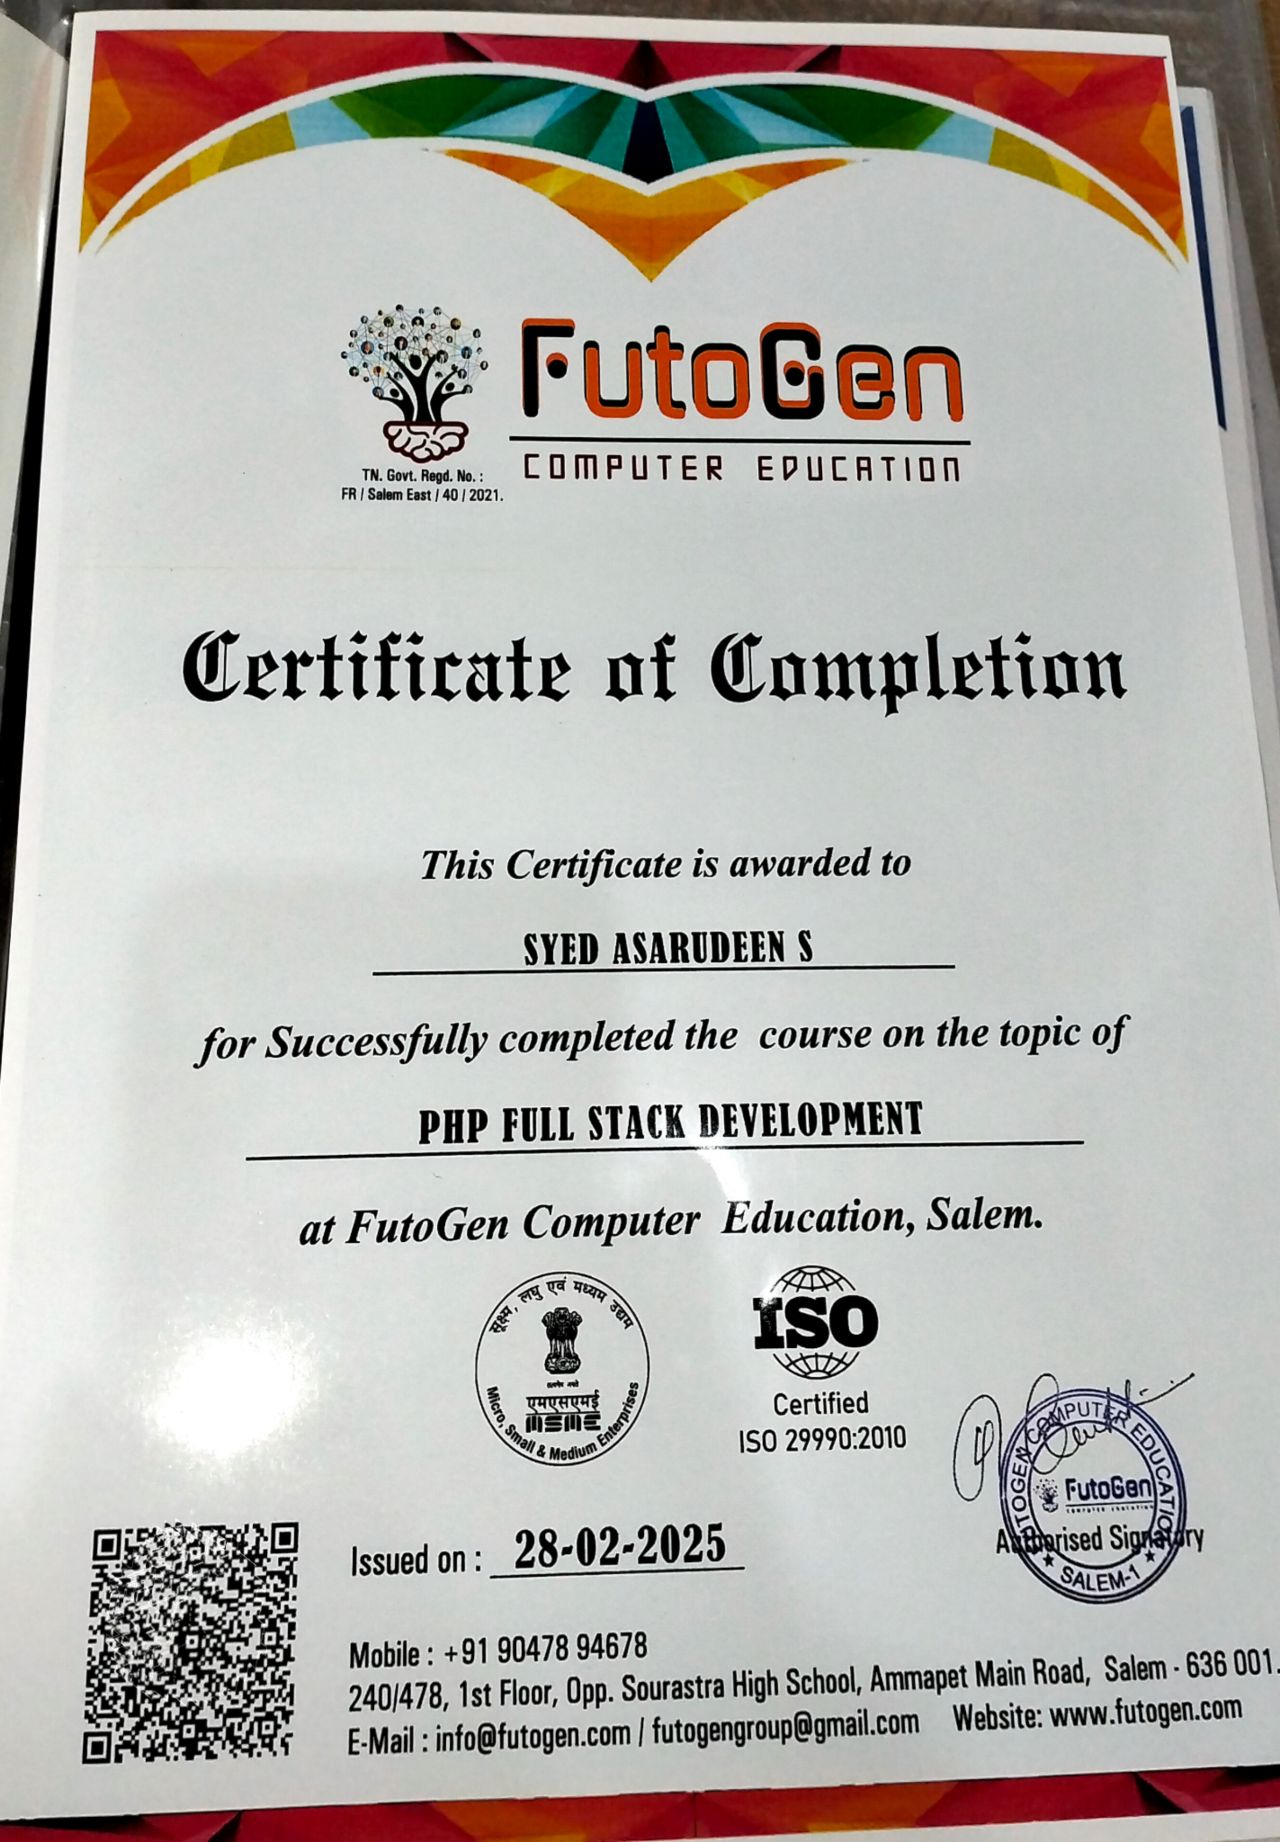 FutoGen
COMPUTER EDUCATION
TN. Govt. Regd. No. :
FR / Salem East / 40 / 2021.
Certificate of Completion
This Certificate is awarded to
SYED ASARUDEEN S
for Successfully completed the course on the topic of
PHP FULL STACK DEVELOPMENT
at FutoGen Computer Education, Salem.
सूक्ष्म, लघु एवं मध्यम उद्यम
सत्यमेव जयते
एमएसएमई
MSME
Micro, Small & Medium Enterprises
ISO
Certified
ISO 29990:2010
FUTOGEN COMPUTER EDUCATION
FutoGen
COMPUTER EDUCATION
★ SALEM-1 ★
Authorised Signatory
Issued on : 28-02-2025
Mobile : +91 90478 94678
240/478, 1st Floor, Opp. Sourastra High School, Ammapet Main Road, Salem - 636 001.
E-Mail : info@futogen.com / futogengroup@gmail.com Website: www.futogen.com